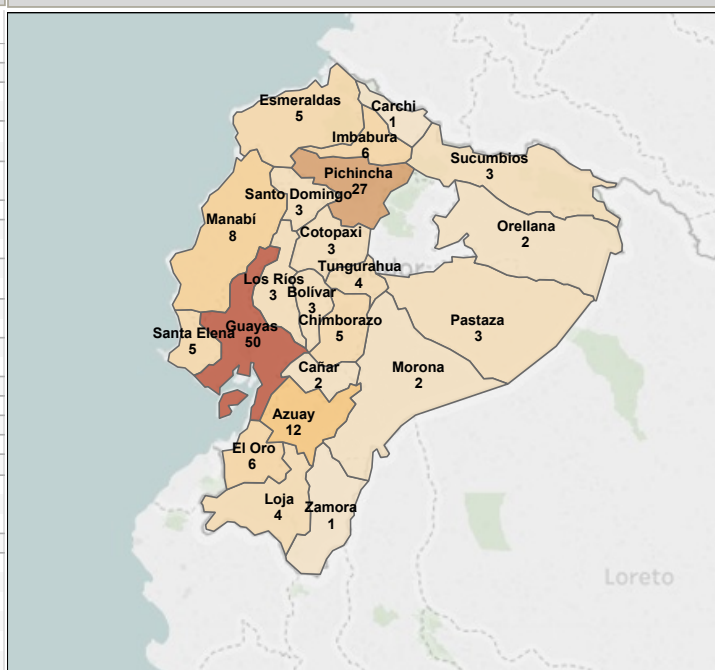 Esmeraldas
5
Carchi
1
Imbabura
6
Sucumbíos
3
Pichincha
27
Santo Domingo
3
Manabí
8
Orellana
2
Cotopaxi
3
Tungurahua
4
Los Ríos
3
Bolívar
3
Chimborazo
5
Pastaza
3
Guayas
50
Santa Elena
5
Cañar
2
Morona
2
Azuay
12
El Oro
6
Loja
4
Zamora
1
Loreto